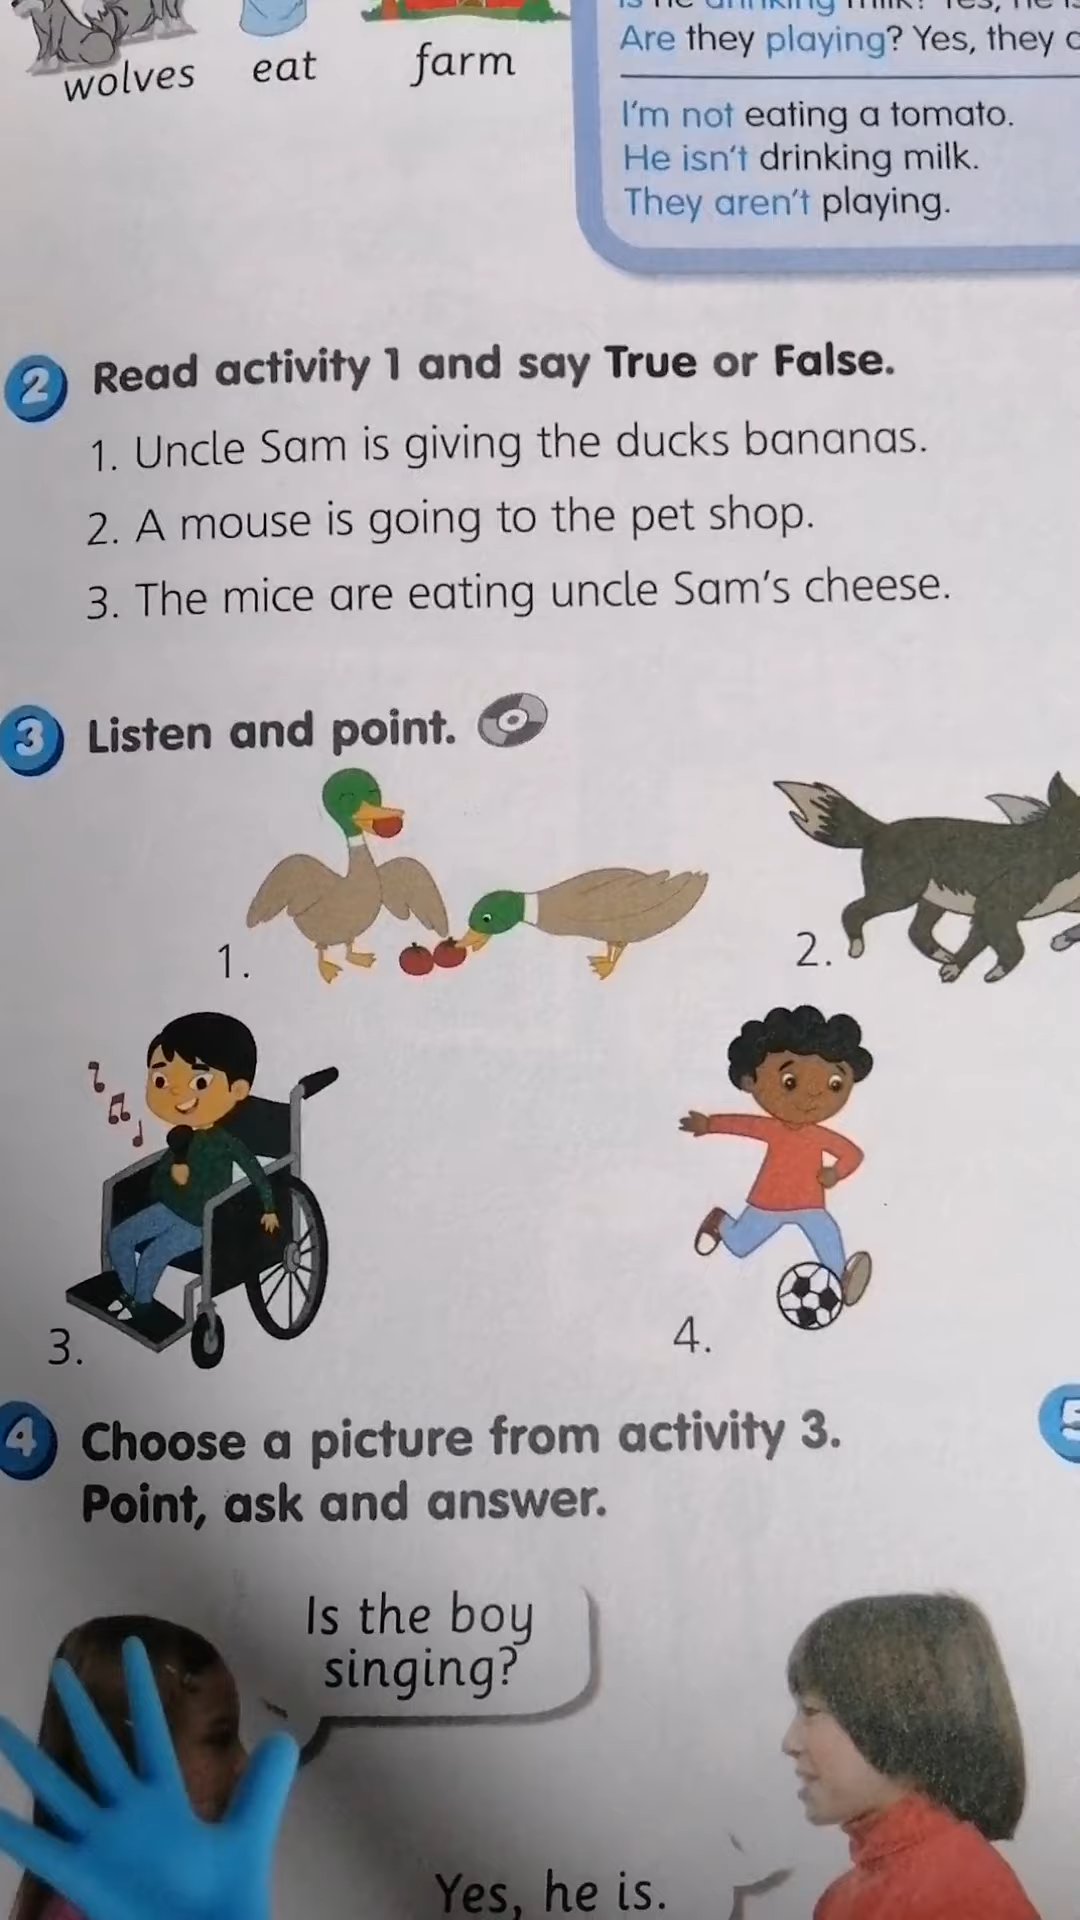 wolves eat farm
Are they playing? Yes, they
I'm not eating a tomato.
He isn't drinking milk.
They aren't playing.
2 Read activity 1 and say True or False.
1. Uncle Sam is giving the ducks bananas.
2. A mouse is going to the pet shop.
3. The mice are eating uncle Sam's cheese.
3 Listen and point.
1.
2.
3.
4.
4 Choose a picture from activity 3.
Point, ask and answer.
5
Is the boy
singing?
Yes, he is.